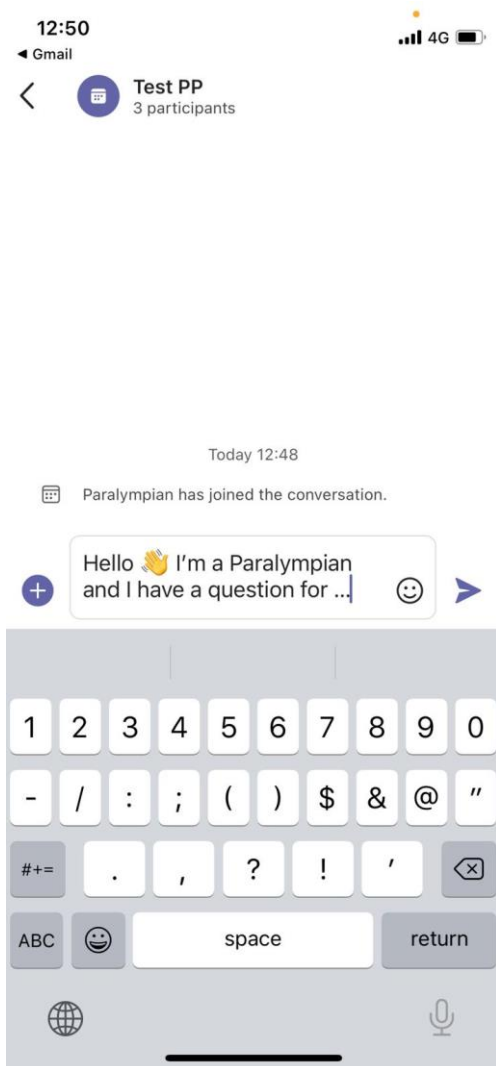 12:50
4G
◀ Gmail
Test PP
3 participants
Today 12:48
Paralympian has joined the conversation.
Hello 👋 I’m a Paralympian
and I have a question for ...
1 2 3 4 5 6 7 8 9 0
- / : ; ( ) $ & @ "
#+= . , ? ! '
ABC space return